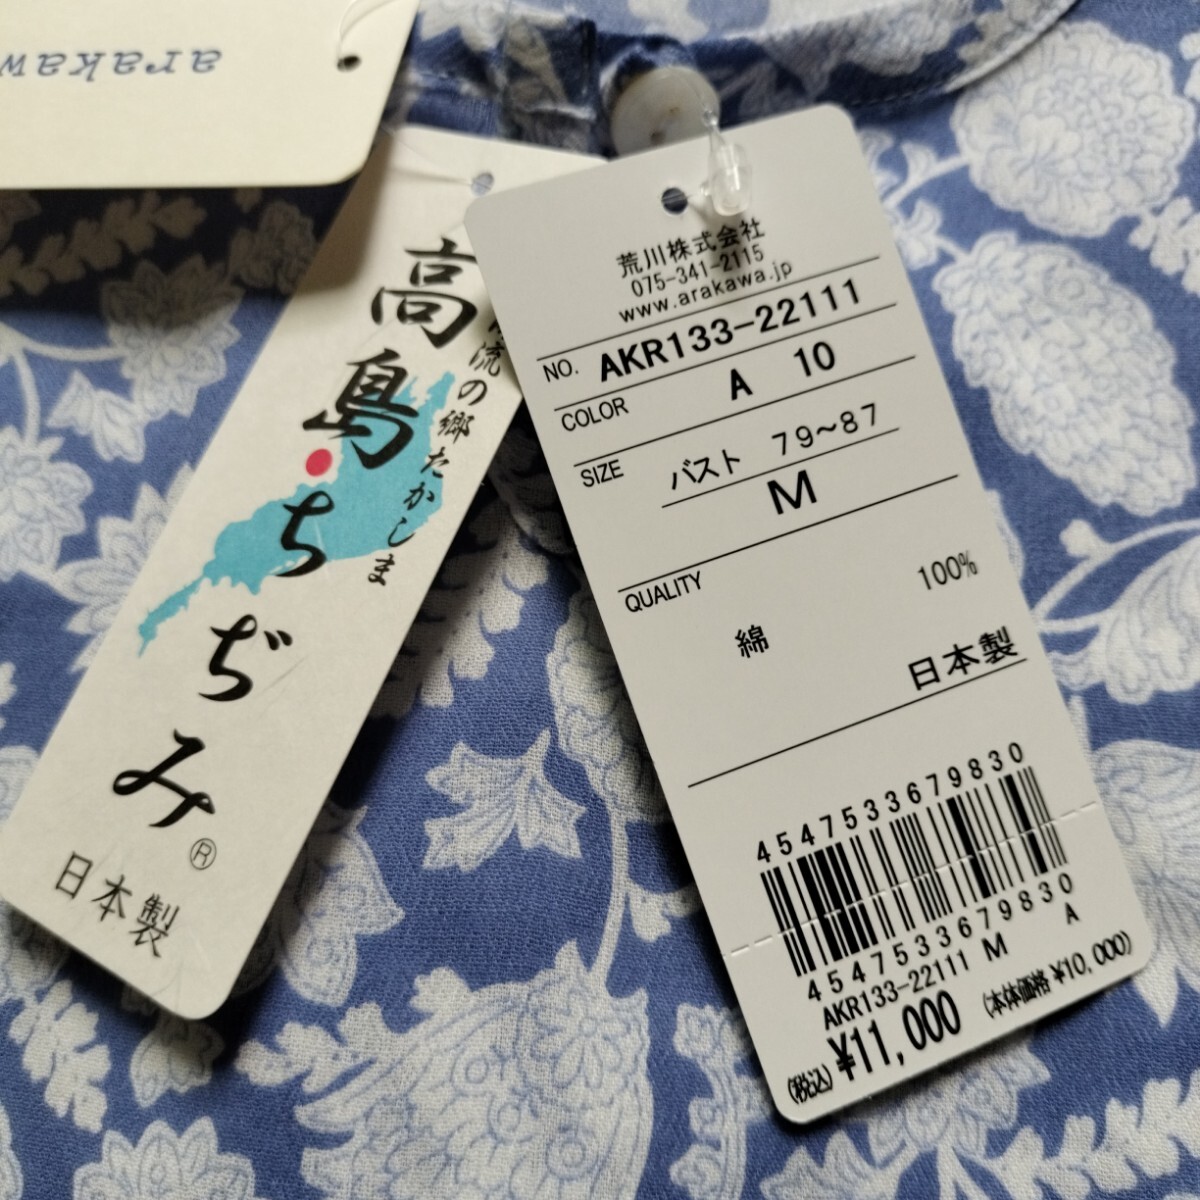 arakaw
高島ちぢみ®
流の郷たかしま
日本製
荒川株式会社
075-341-2115
www.arakawa.jp
NO. AKR133-22111
COLOR A 10
SIZE バスト 79~87
M
QUALITY
綿 100%
日本製
4547533679830
4547533679830
AKR133-22111 M A
(税込)¥11,000 (本体価格 ¥10,000)